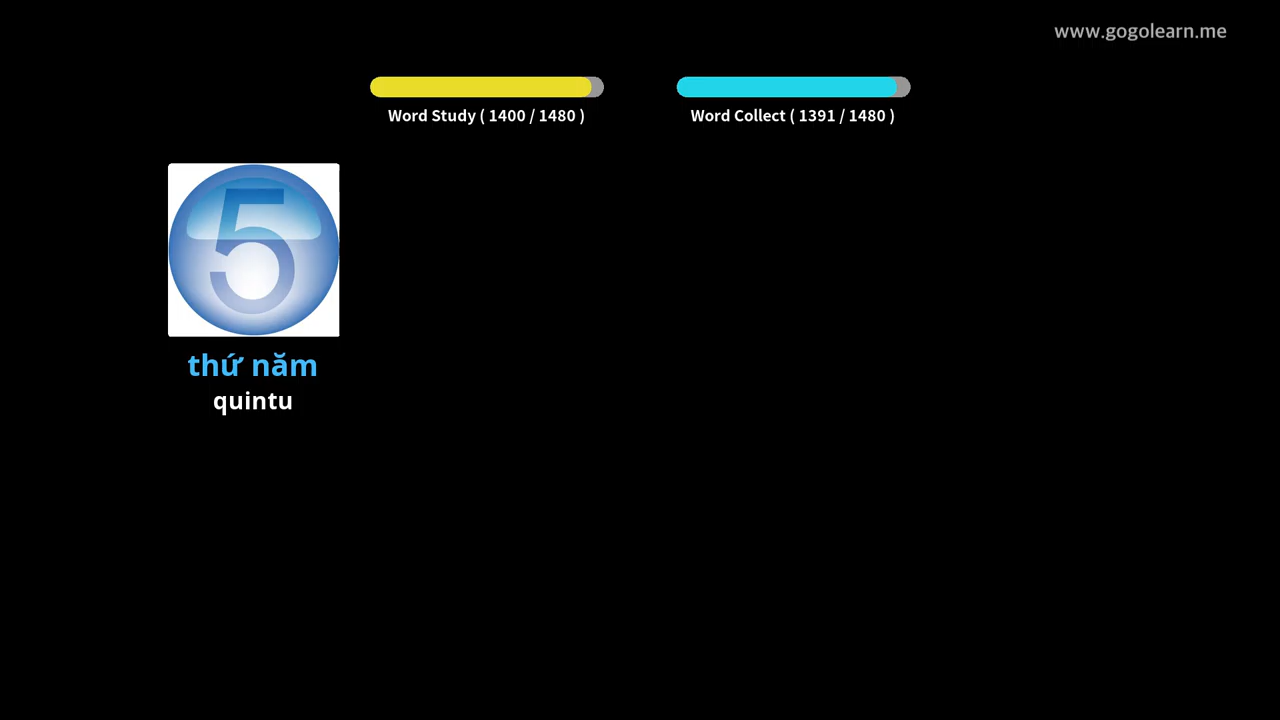 www.gogolearn.me
Word Study ( 1400 / 1480 )
Word Collect ( 1391 / 1480 )
5
thứ năm
quintu